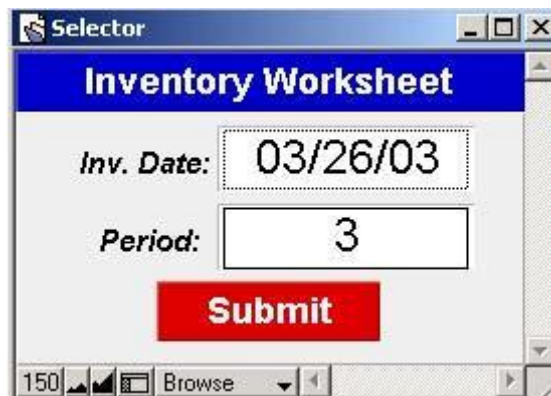 Selector
Inventory Worksheet
Inv. Date: 03/26/03
Period: 3
Submit
150 Browse